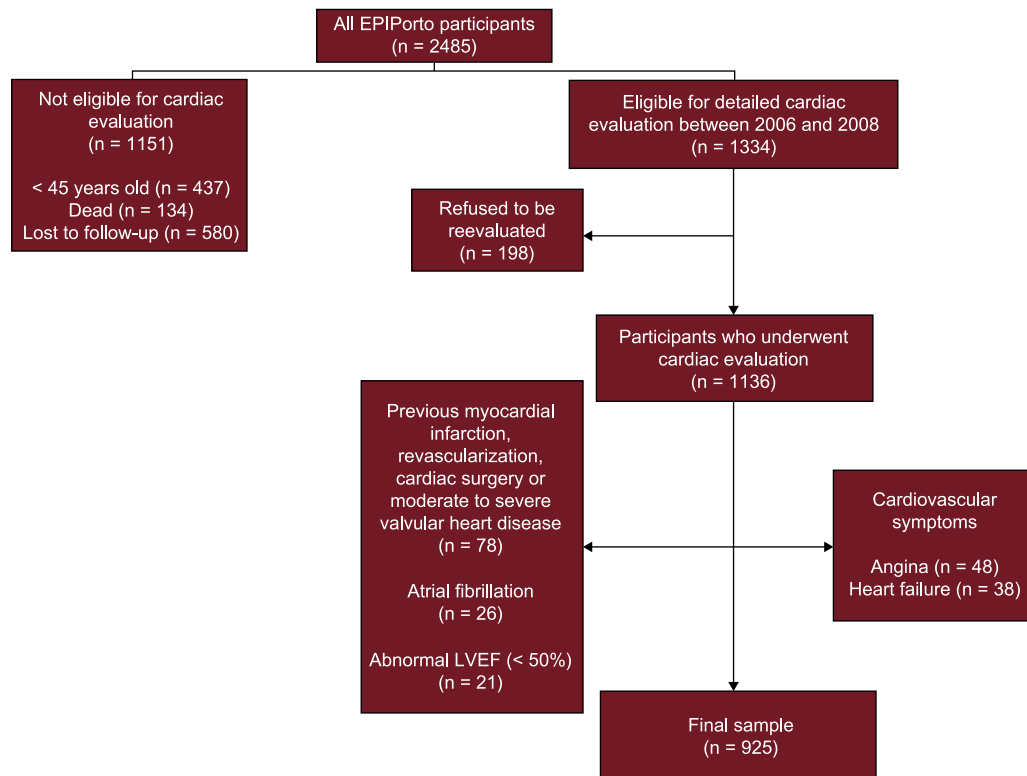 All EPIPorto participants
(n = 2485)
Not eligible for cardiac
evaluation
(n = 1151)
< 45 years old (n = 437)
Dead (n = 134)
Lost to follow-up (n = 580)
Eligible for detailed cardiac
evaluation between 2006 and 2008
(n = 1334)
Refused to be
reevaluated
(n = 198)
Participants who underwent
cardiac evaluation
(n = 1136)
Previous myocardial
infarction,
revascularization,
cardiac surgery or
moderate to severe
valvular heart disease
(n = 78)
Atrial fibrillation
(n = 26)
Abnormal LVEF (< 50%)
(n = 21)
Cardiovascular
symptoms
Angina (n = 48)
Heart failure (n = 38)
Final sample
(n = 925)